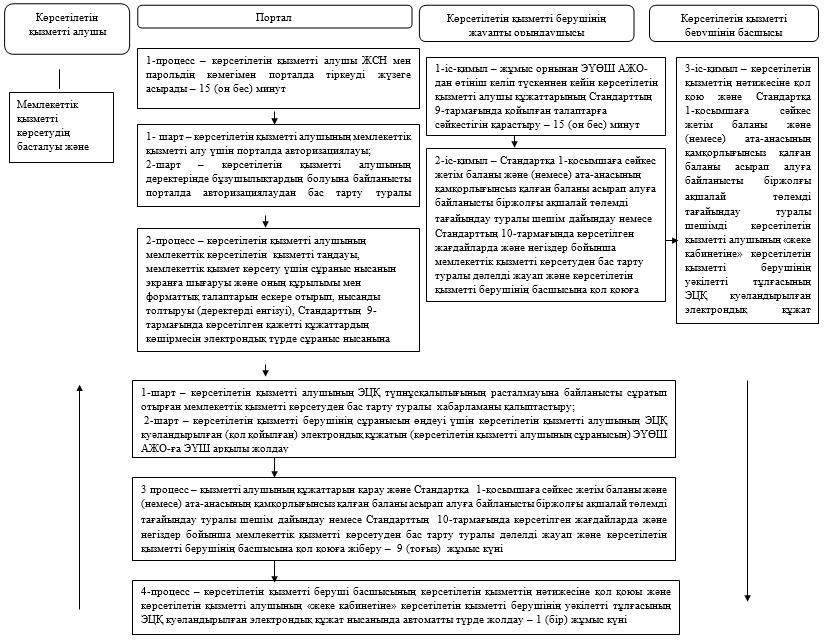 Көрсетілетін
қызметті алушы
Портал
Көрсетілетін қызметті берушінің
жауапты орындаушысы
Көрсетілетін қызметті
берушінің басшысы
Мемлекеттік
қызметті
көрсетудің
басталуы және
1-процесс – көрсетілетін қызметті алушы ЖСН мен
парольдің көмегімен порталда тіркеуді жүзеге
асырады – 15 (он бес) минут
1- шарт – көрсетілетін қызметті алушының мемлекеттік
қызметті алу үшін порталда авторизациялауы;
2-шарт – көрсетілетін қызметті алушының
деректерінде бұзушылықтардың болуына байланысты
порталда авторизациялаудан бас тарту туралы
2-процесс – көрсетілетін қызметті алушының
мемлекеттік көрсетілетін қызметті таңдауы,
мемлекеттік қызмет көрсету үшін сұраныс нысанын
экранға шығаруы және оның құрылымы мен
форматтық талаптарын ескере отырып, нысанды
толтыруы (деректерді енгізуі), Стандарттың 9-
тармағында көрсетілген қажетті құжаттардың
көшірмесін электрондық түрде сұраныс нысанына
1-іс-қимыл – жұмыс орнынан ЭҮӨШ АЖО-
дан өтініш келіп түскеннен кейін көрсетілетін
қызметті алушы құжаттарының Стандарттың
9-тармағында қойылған талаптарға
сәйкестігін қарастыру – 15 (он бес) минут
2-іс-қимыл – Стандартқа 1-қосымшаға сәйкес
жетім баланы және (немесе) ата-анасының
қамқорлығынсыз қалған баланы асырап алуға
байланысты біржолғы ақшалай төлемді
тағайындау туралы шешім дайындау немесе
Стандарттың 10-тармағында көрсетілген
жағдайларда және негіздер бойынша
мемлекеттік қызметті көрсетуден бас тарту
туралы дәлелді жауап және көрсетілетін
қызметті берушінің басшысына қол қоюға
3-іс-қимыл – көрсетілетін
қызметтің нәтижесіне қол
қою және Стандартқа
1-қосымшаға сәйкес
жетім баланы және
(немесе) ата-анасының
қамқорлығынсыз қалған
баланы асырап алуға
байланысты біржолғы
ақшалай төлемді
тағайындау туралы
шешімді көрсетілетін
қызметті алушының «жеке
кабинетіне» көрсетілетін
қызметті берушінің
уәкілетті тұлғасының
ЭЦҚ куәландырылған
электрондық құжат
1-шарт – көрсетілетін қызметті алушының ЭЦҚ түпнұсқалылығының расталмауына байланысты сұратып
отырған мемлекеттік қызметті көрсетуден бас тарту туралы хабарламаны қалыптастыру;
2-шарт – көрсетілетін қызметті берушінің сұранысын өңдеуі үшін көрсетілетін қызметті алушының ЭЦҚ
куәландырылған (қол қойылған) электрондық құжатын (көрсетілетін қызметті алушының сұранысын) ЭҮӨШ
АЖО-ға ЭҮШ арқылы жолдау
3 процесс – қызметті алушының құжаттарын қарау және Стандартқа 1-қосымшаға сәйкес жетім баланы және
(немесе) ата-анасының қамқорлығынсыз қалған баланы асырап алуға байланысты біржолғы ақшалай төлемді
тағайындау туралы шешім дайындау немесе Стандарттың 10-тармағында көрсетілген жағдайларда және
негіздер бойынша мемлекеттік қызметті көрсетуден бас тарту туралы дәлелді жауап және көрсетілетін
қызметті берушінің басшысына қол қоюға жіберу – 9 (тоғыз) жұмыс күні
4-процесс – көрсетілетін қызметті беруші басшысының көрсетілетін қызметтің нәтижесіне қол қоюы және
көрсетілетін қызметті алушының «жеке кабинетіне» көрсетілетін қызметті берушінің уәкілетті тұлғасының
ЭЦҚ куәландырылған электрондық құжат нысанында автоматты түрде жолдау – 1 (бір) жұмыс күні